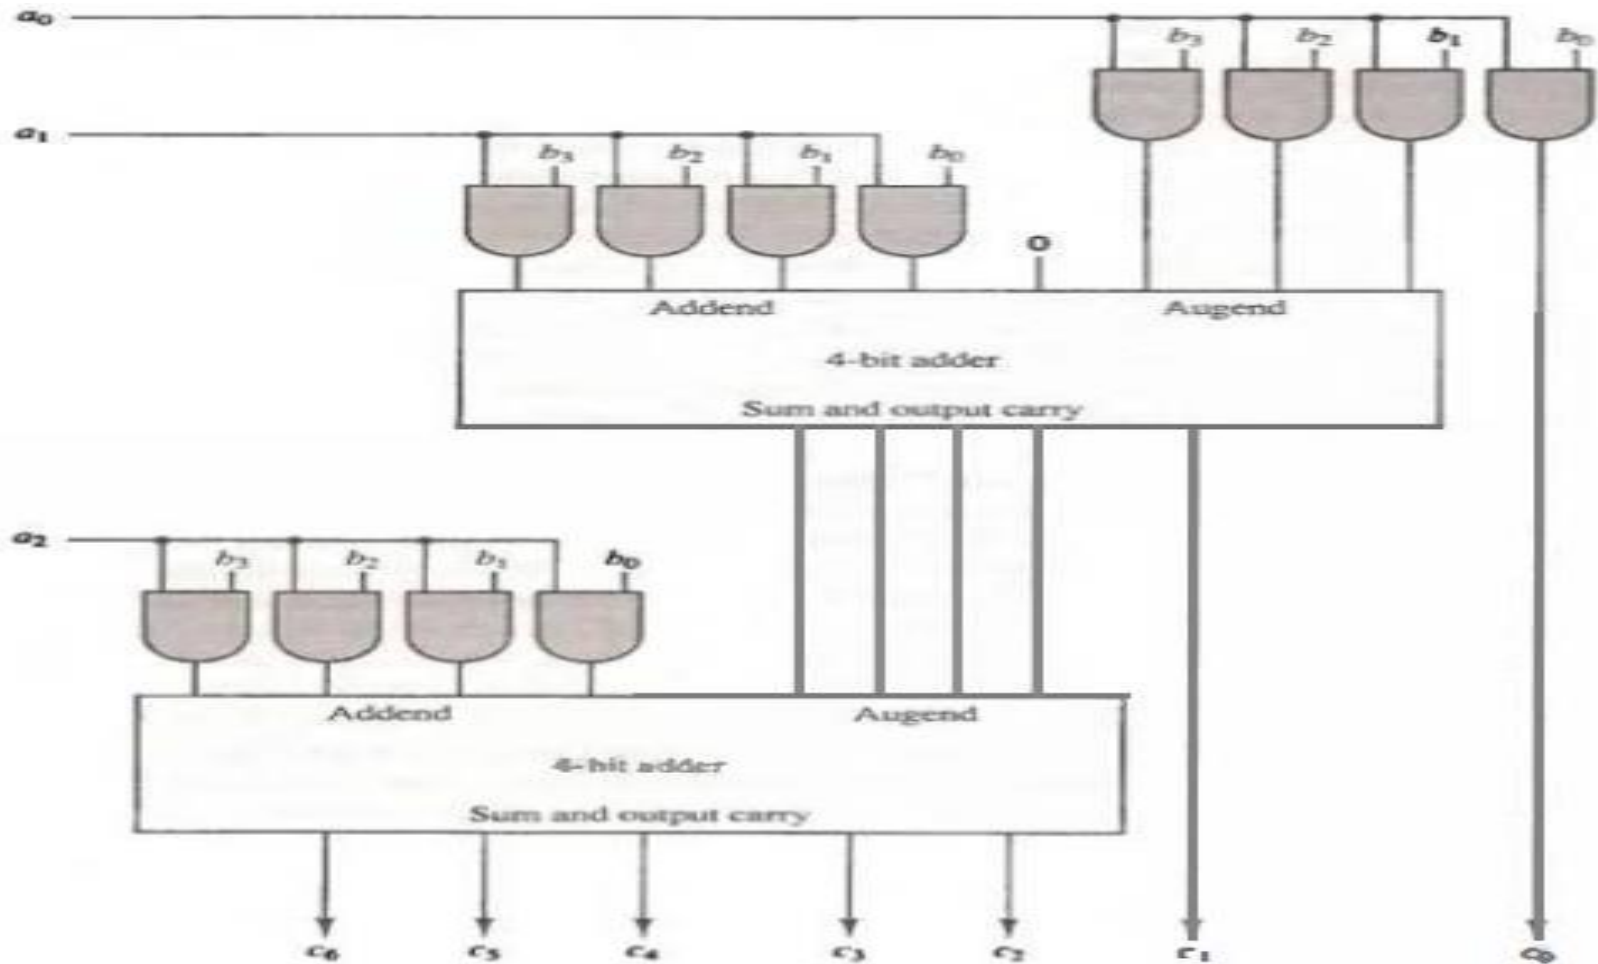 a₀
b₃ b₂ b₁ b₀
a₁
b₃ b₂ b₁ b₀
0
Addend Augend
4-bit adder
Sum and output carry
a₂
b₃ b₂ b₁ b₀
Addend Augend
4-bit adder
Sum and output carry
c₆ c₅ c₄ c₃ c₂ c₁ c₀